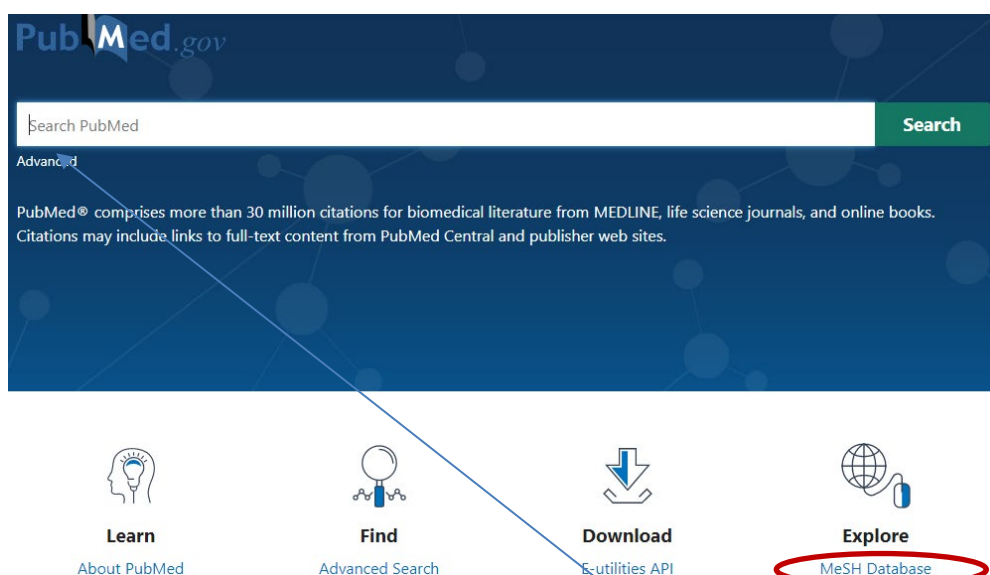 PubMed.gov
Search PubMed
Search
Advanced
PubMed® comprises more than 30 million citations for biomedical literature from MEDLINE, life science journals, and online books.
Citations may include links to full-text content from PubMed Central and publisher web sites.
Learn
Find
Download
Explore
About PubMed
Advanced Search
E-utilities API
MeSH Database